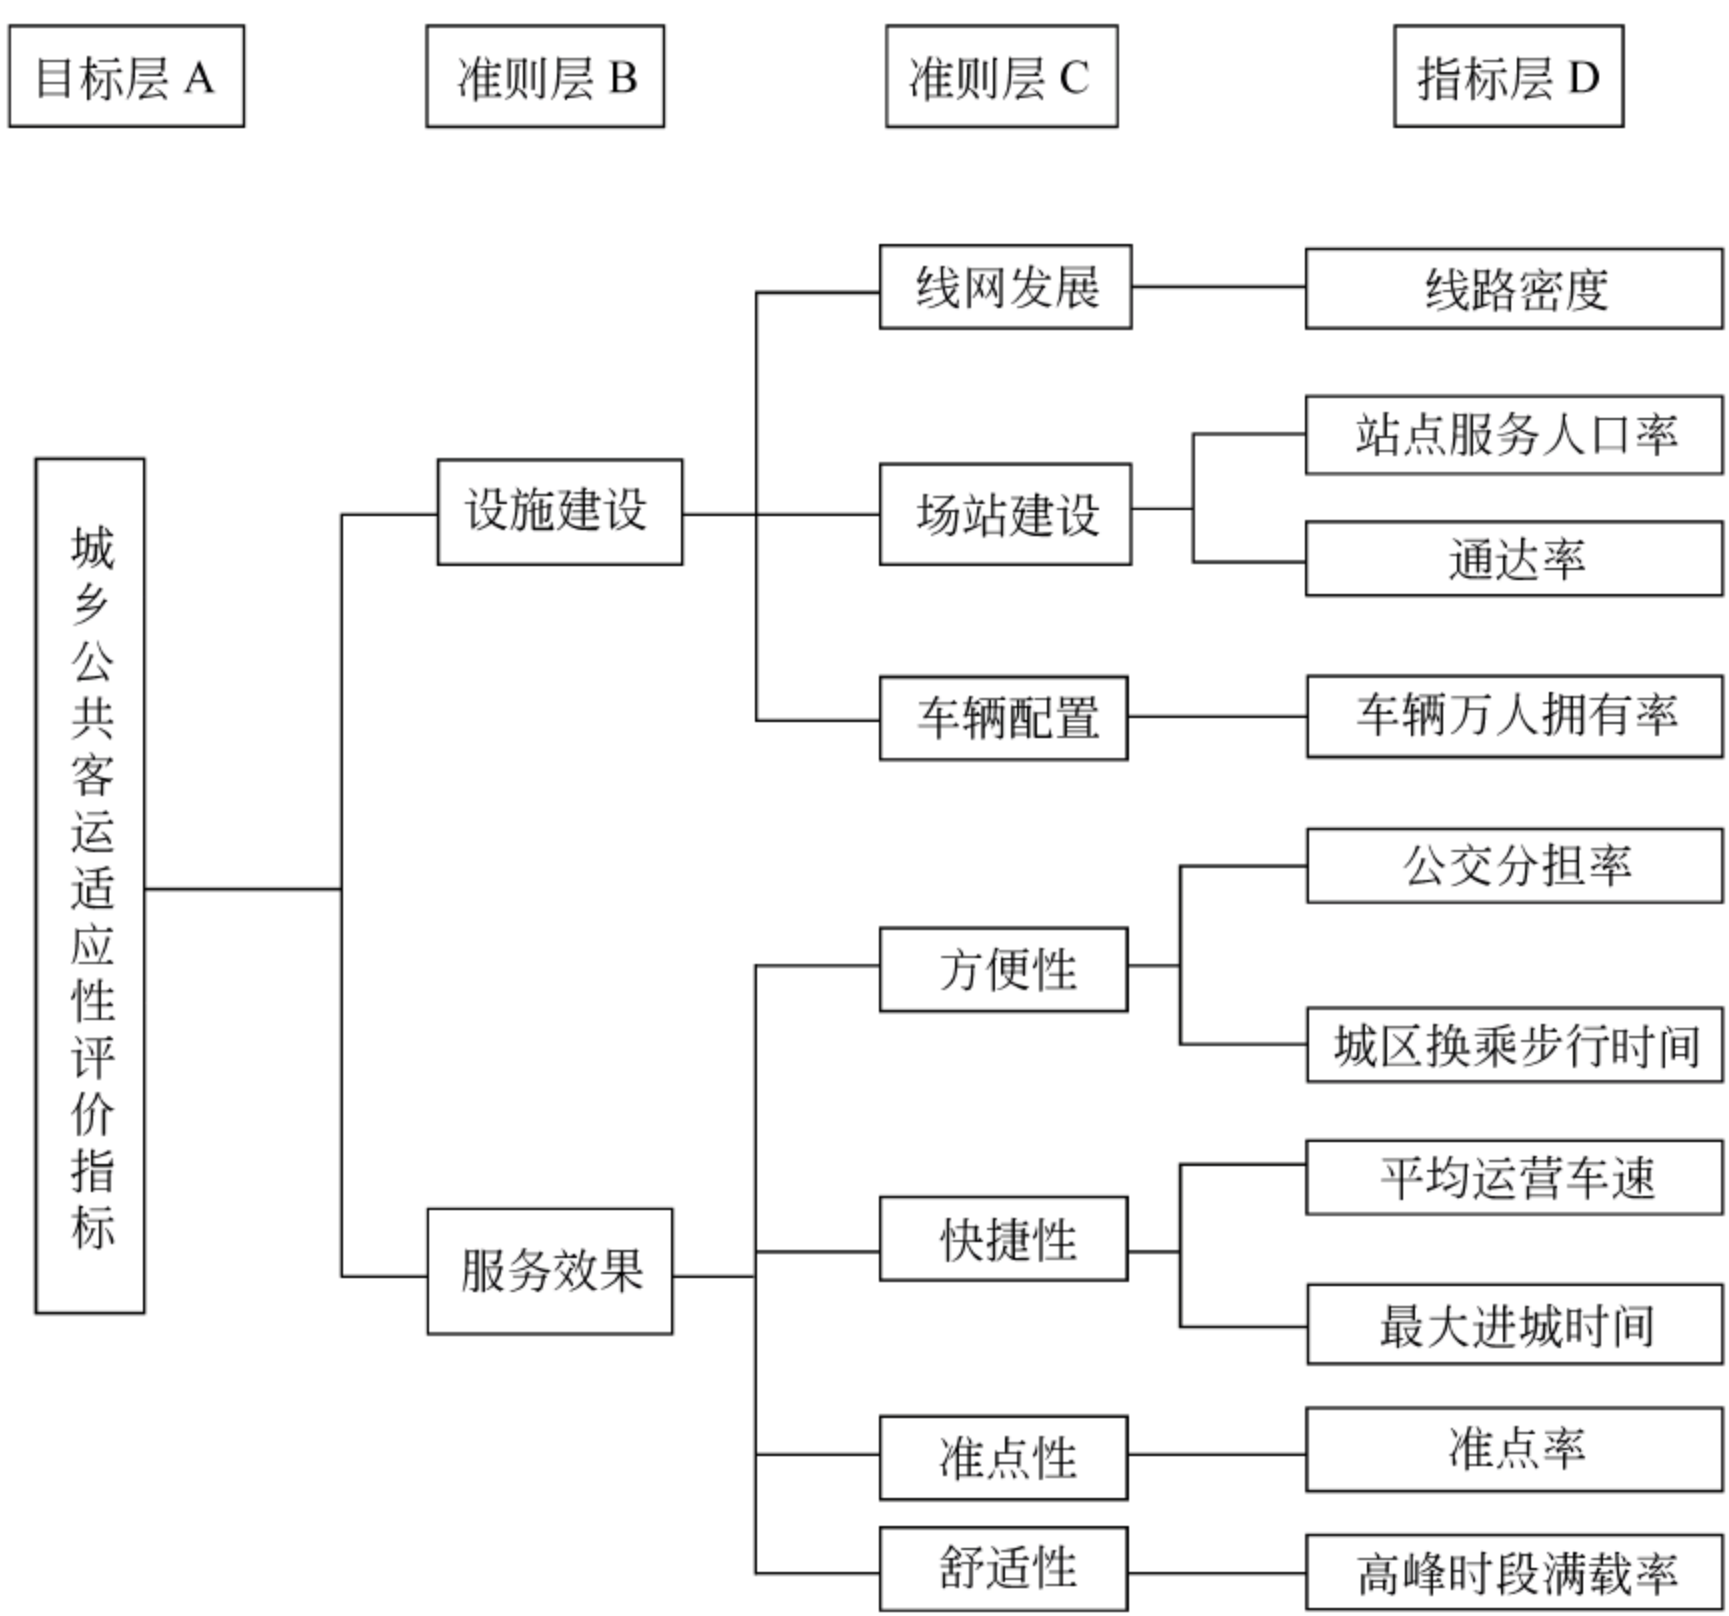 目标层 A
准则层 B
准则层 C
指标层 D
城乡公共客运适应性评价指标
设施建设
服务效果
线网发展
场站建设
车辆配置
方便性
快捷性
准点性
舒适性
线路密度
站点服务人口率
通达率
车辆万人拥有率
公交分担率
城区换乘步行时间
平均运营车速
最大进城时间
准点率
高峰时段满载率